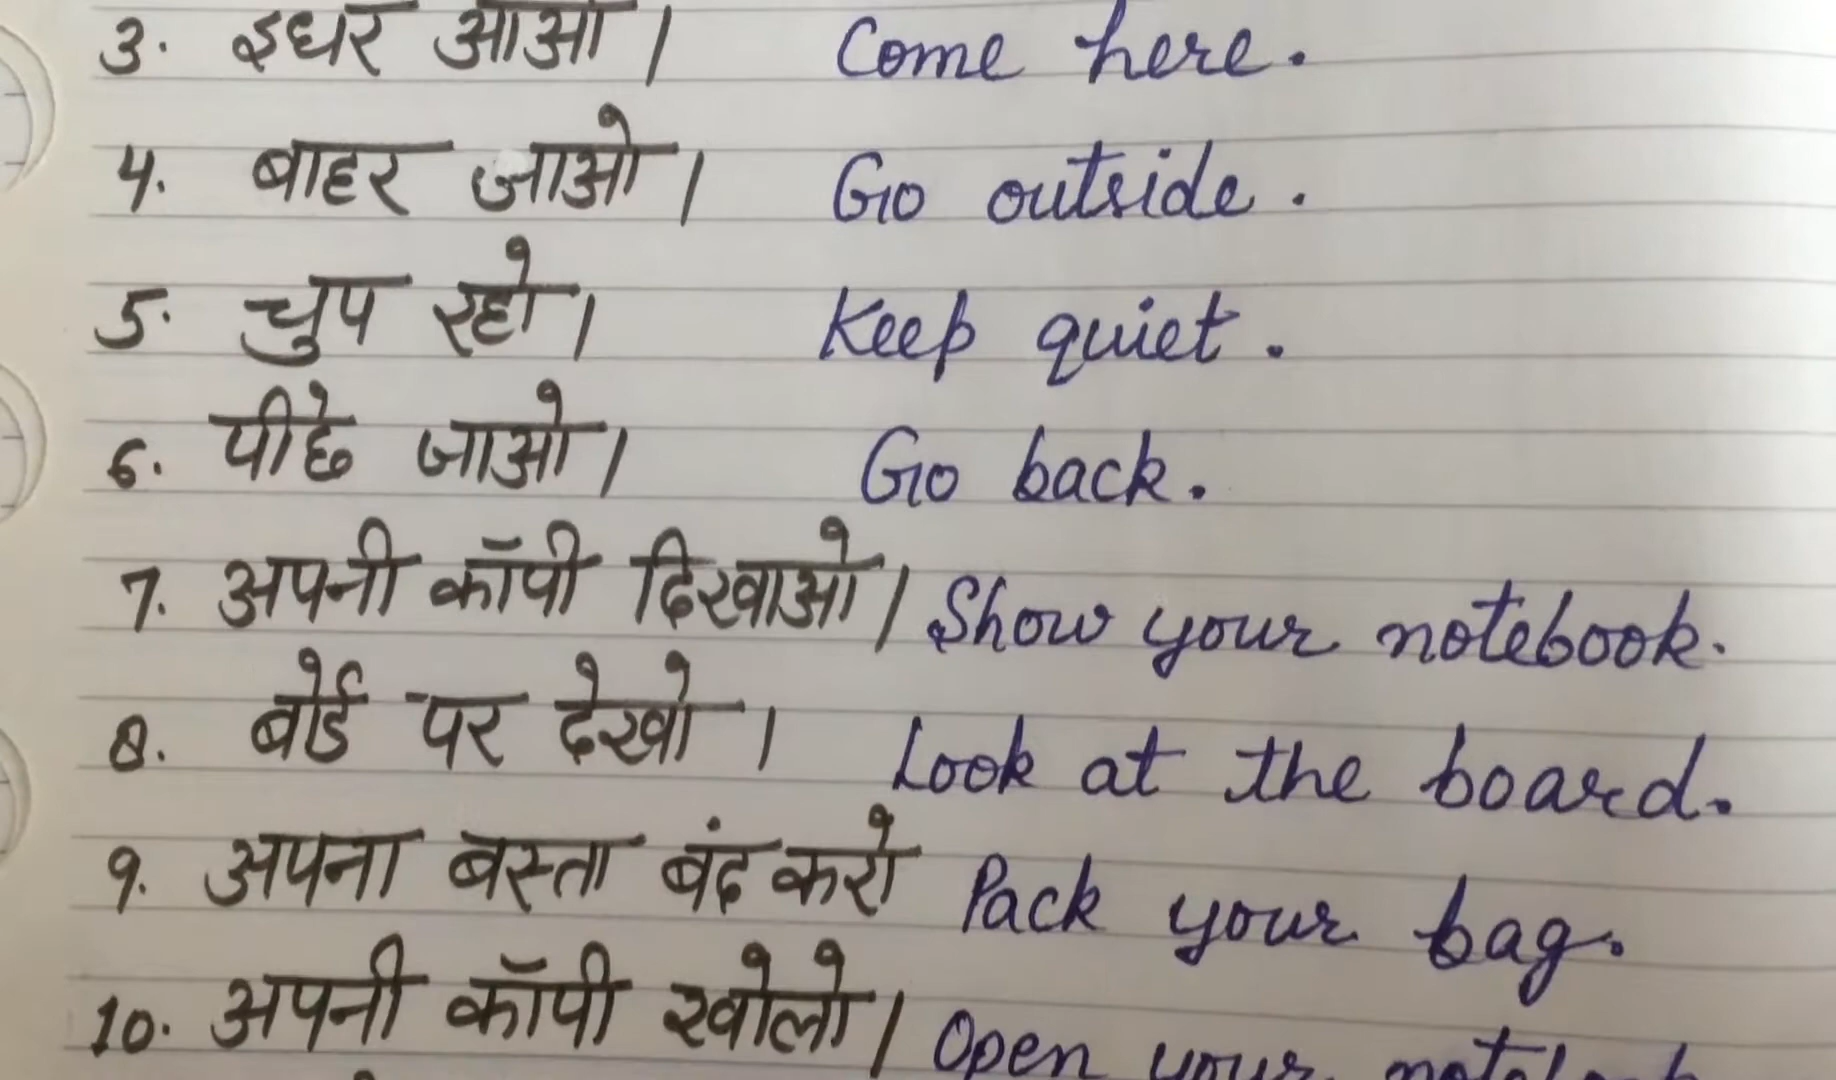 3. इधर आओ। Come here.
4. बाहर जाओ। Go outside.
5. चुप रहो। Keep quiet.
6. पीछे जाओ। Go back.
7. अपनी कॉपी दिखाओ। Show your notebook.
8. बोर्ड पर देखो। Look at the board.
9. अपना बस्ता बंद करो Pack your bag.
10. अपनी कॉपी खोलो। Open your